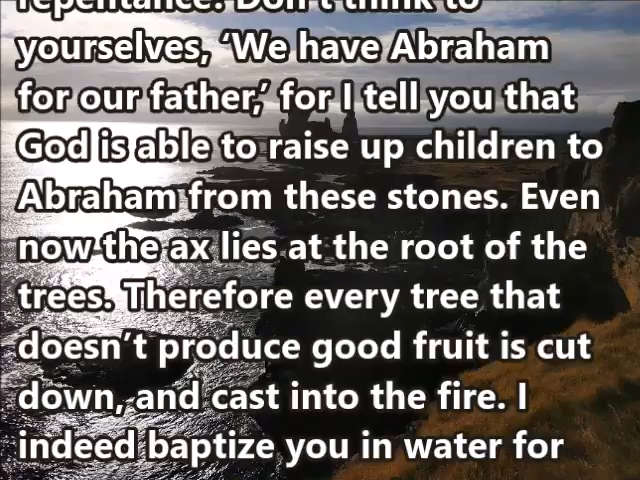 repentance! Don't think to
yourselves, ‘We have Abraham
for our father,’ for I tell you that
God is able to raise up children to
Abraham from these stones. Even
now the ax lies at the root of the
trees. Therefore every tree that
doesn’t produce good fruit is cut
down, and cast into the fire. I
indeed baptize you in water for